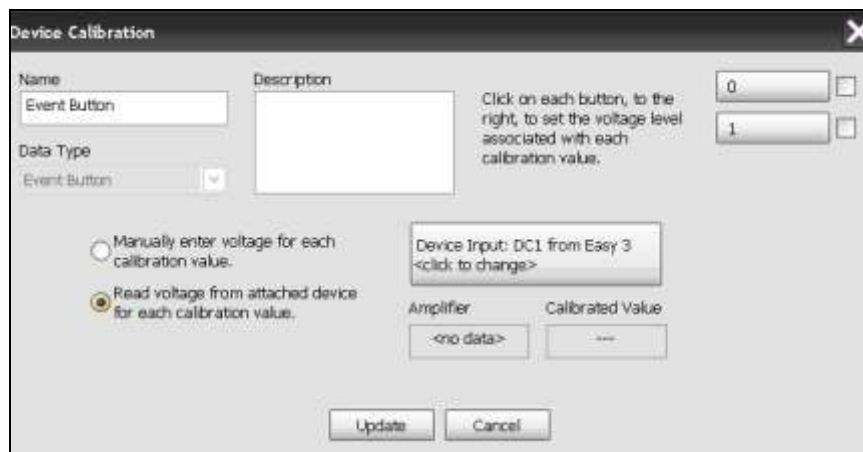 Device Calibration
Name
Event Button
Description
Click on each button, to the
right, to set the voltage level
associated with each
calibration value.
0
1
Data Type
Event Button
Manually enter voltage for each
calibration value.
Read voltage from attached device
for each calibration value.
Device Input: DC1 from Easy 3
<click to change>
Amplifier
Calibrated Value
<no data>
---
Update
Cancel